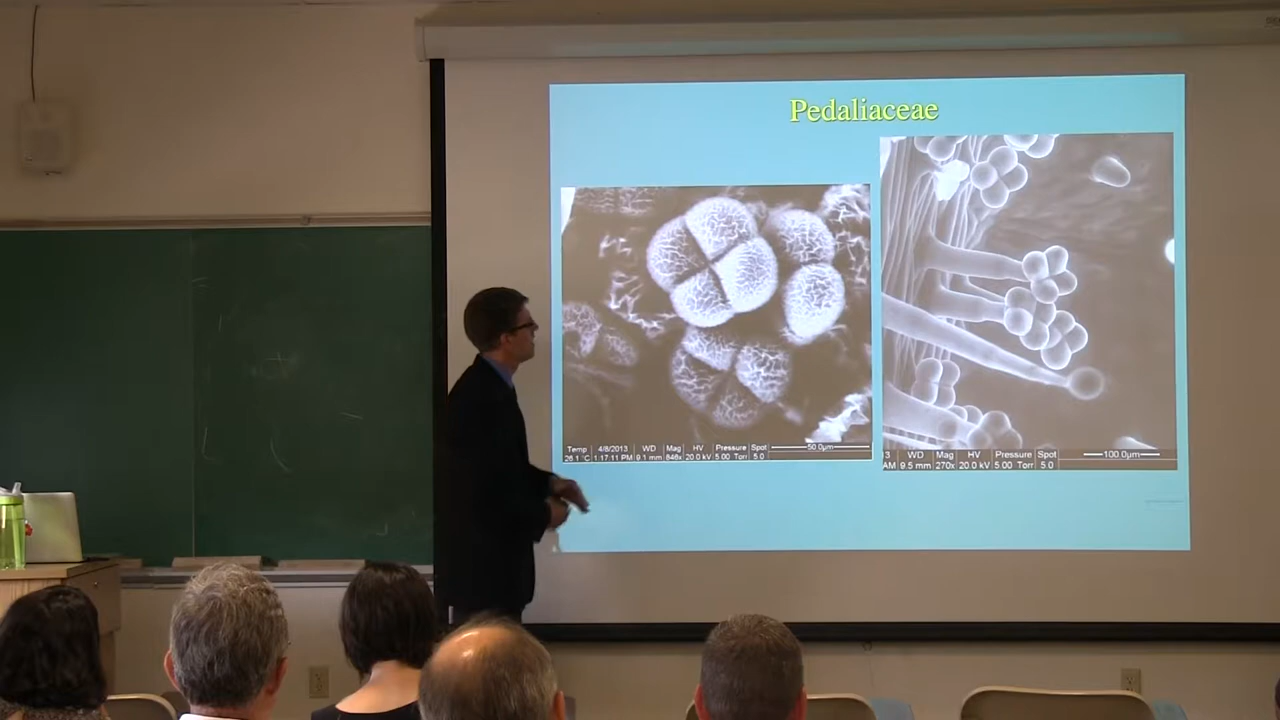 Pedaliaceae
Temp 4/8/2013 WD Mag HV Pressure Spot 50.0µm
26.1 °C 1:17:11 PM 9.1 mm 846x 20.0 kV 5.00 Torr 5.0
3 WD Mag HV Pressure Spot 100.0µm
AM 9.5 mm 270x 20.0 kV 5.00 Torr 5.0